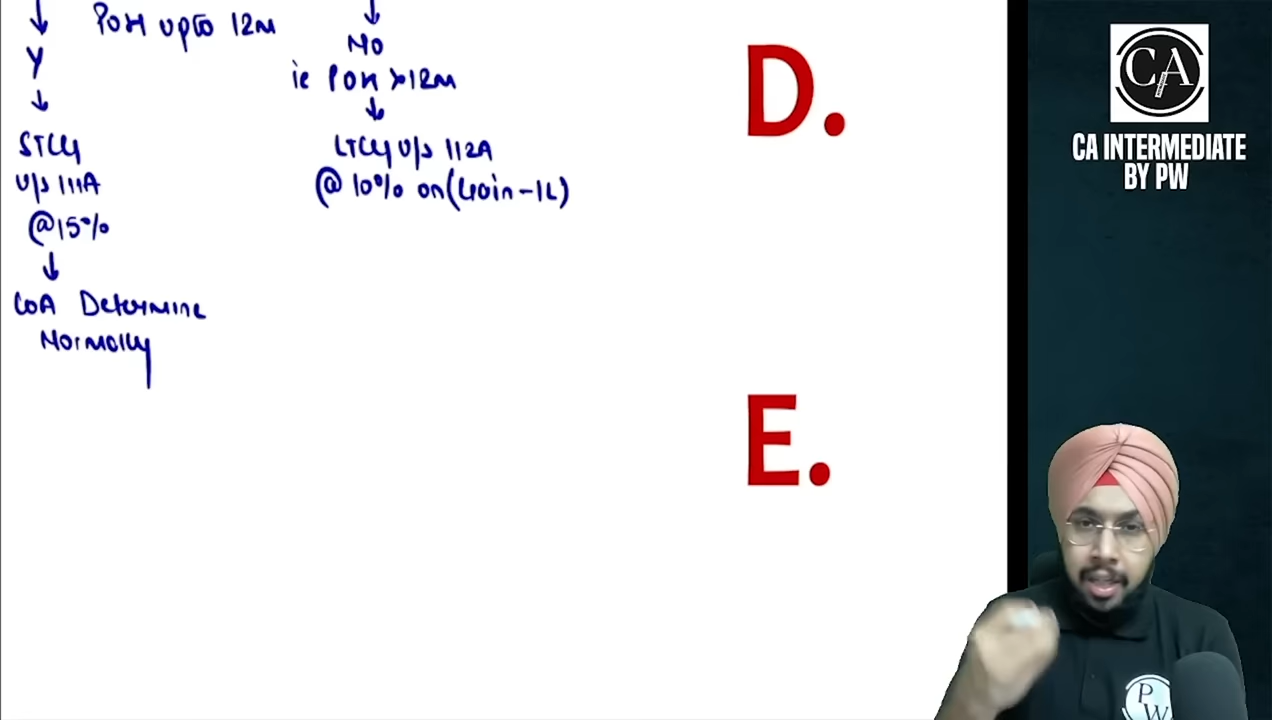 POH upto 12m
Y
STCG
u/s 111A
@15%
COA Determine
Normally
NO
ie POH >12m
LTCG u/s 112A
@ 10% on (Gain-1L)
D.
E.
CA
CA INTERMEDIATE
BY PW
P
W